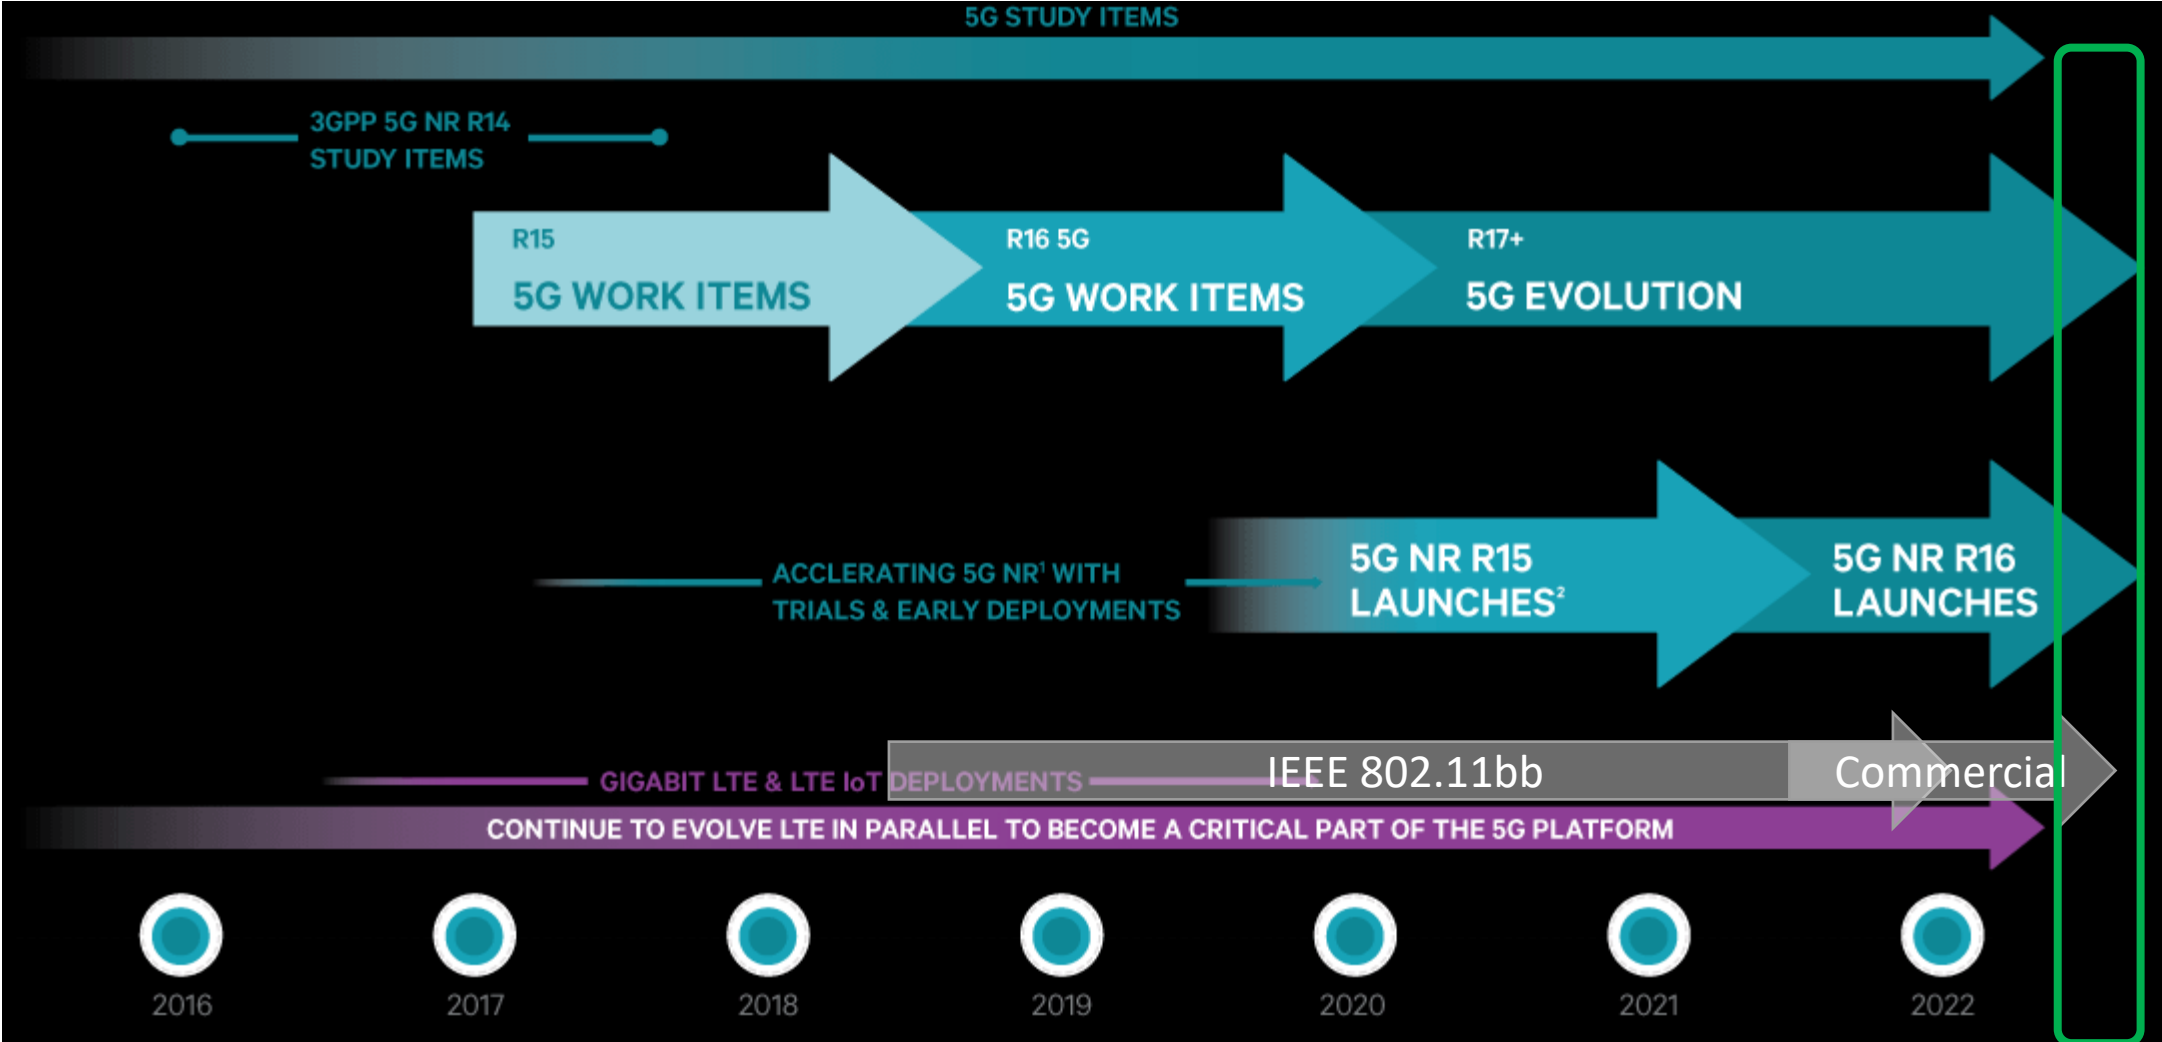 5G STUDY ITEMS
3GPP 5G NR R14
STUDY ITEMS
R15
5G WORK ITEMS
R16 5G
5G WORK ITEMS
R17+
5G EVOLUTION
ACCLERATING 5G NR¹ WITH
TRIALS & EARLY DEPLOYMENTS
5G NR R15
LAUNCHES²
5G NR R16
LAUNCHES
GIGABIT LTE & LTE IoT DEPLOYMENTS
IEEE 802.11bb
Commercial
CONTINUE TO EVOLVE LTE IN PARALLEL TO BECOME A CRITICAL PART OF THE 5G PLATFORM
2016
2017
2018
2019
2020
2021
2022